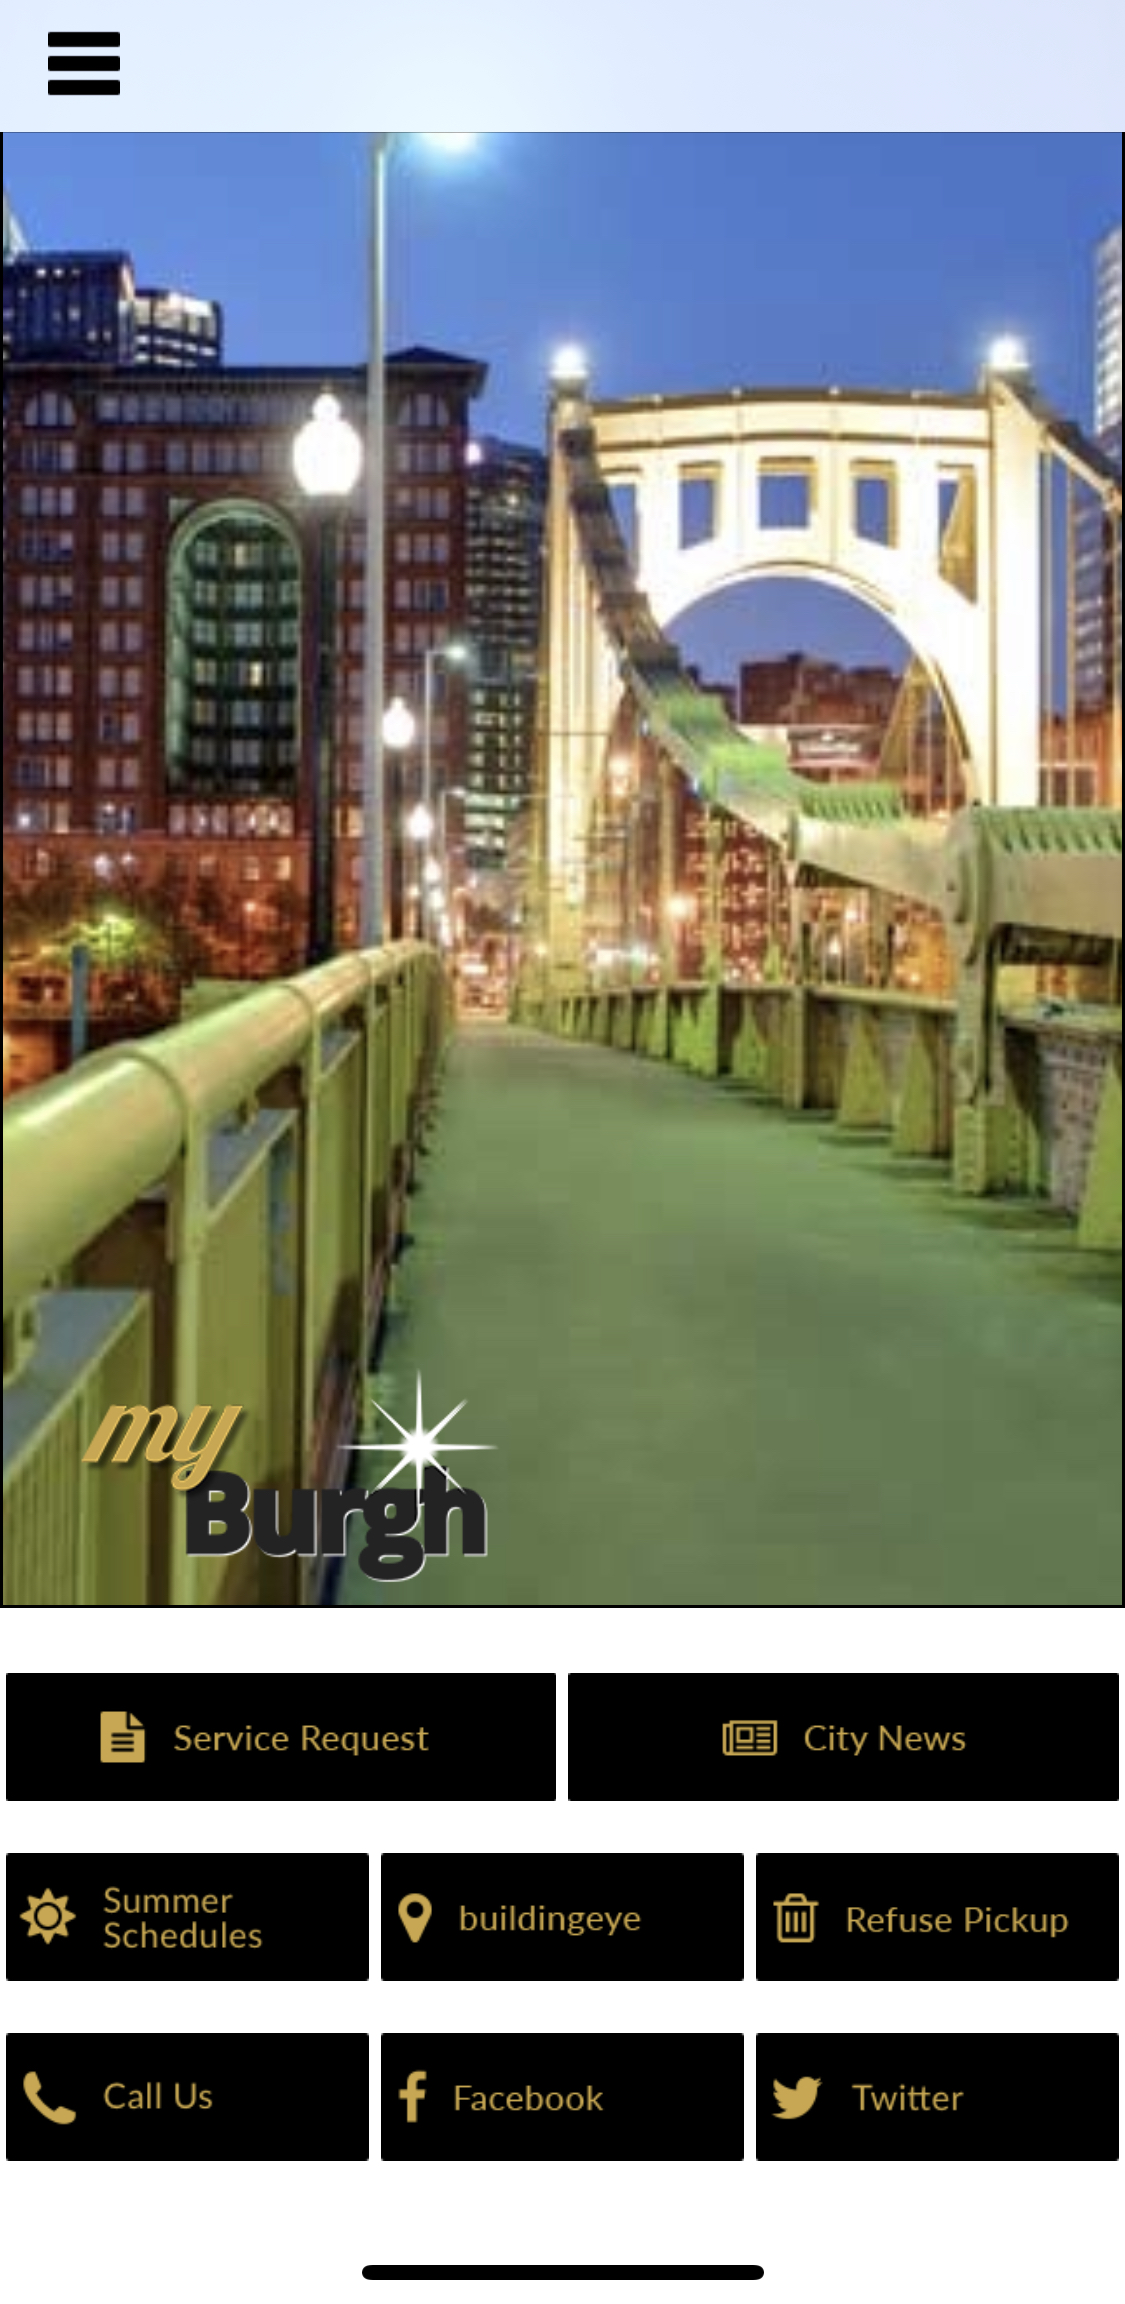 my
Burgh
Service Request
City News
Summer
Schedules
buildingeye
Refuse Pickup
Call Us
Facebook
Twitter